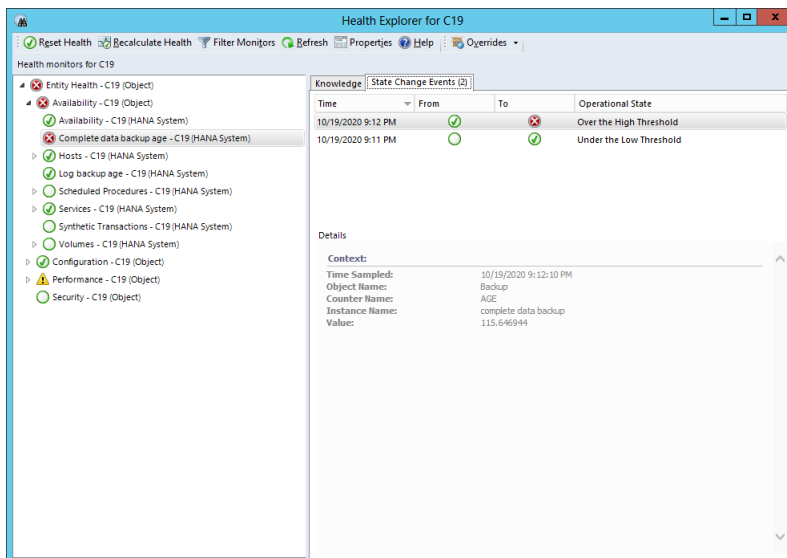 Health Explorer for C19
Reset Health Recalculate Health Filter Monitors Refresh Properties Help Overrides
Health monitors for C19
Entity Health - C19 (Object)
Availability - C19 (Object)
Availability - C19 (HANA System)
Complete data backup age - C19 (HANA System)
Hosts - C19 (HANA System)
Log backup age - C19 (HANA System)
Scheduled Procedures - C19 (HANA System)
Services - C19 (HANA System)
Synthetic Transactions - C19 (HANA System)
Volumes - C19 (HANA System)
Configuration - C19 (Object)
Performance - C19 (Object)
Security - C19 (Object)
Knowledge State Change Events (2)
Time From To Operational State
10/19/2020 9:12 PM Over the High Threshold
10/19/2020 9:11 PM Under the Low Threshold
Details
Context:
Time Sampled: 10/19/2020 9:12:10 PM
Object Name: Backup
Counter Name: AGE
Instance Name: complete data backup
Value: 115.646944